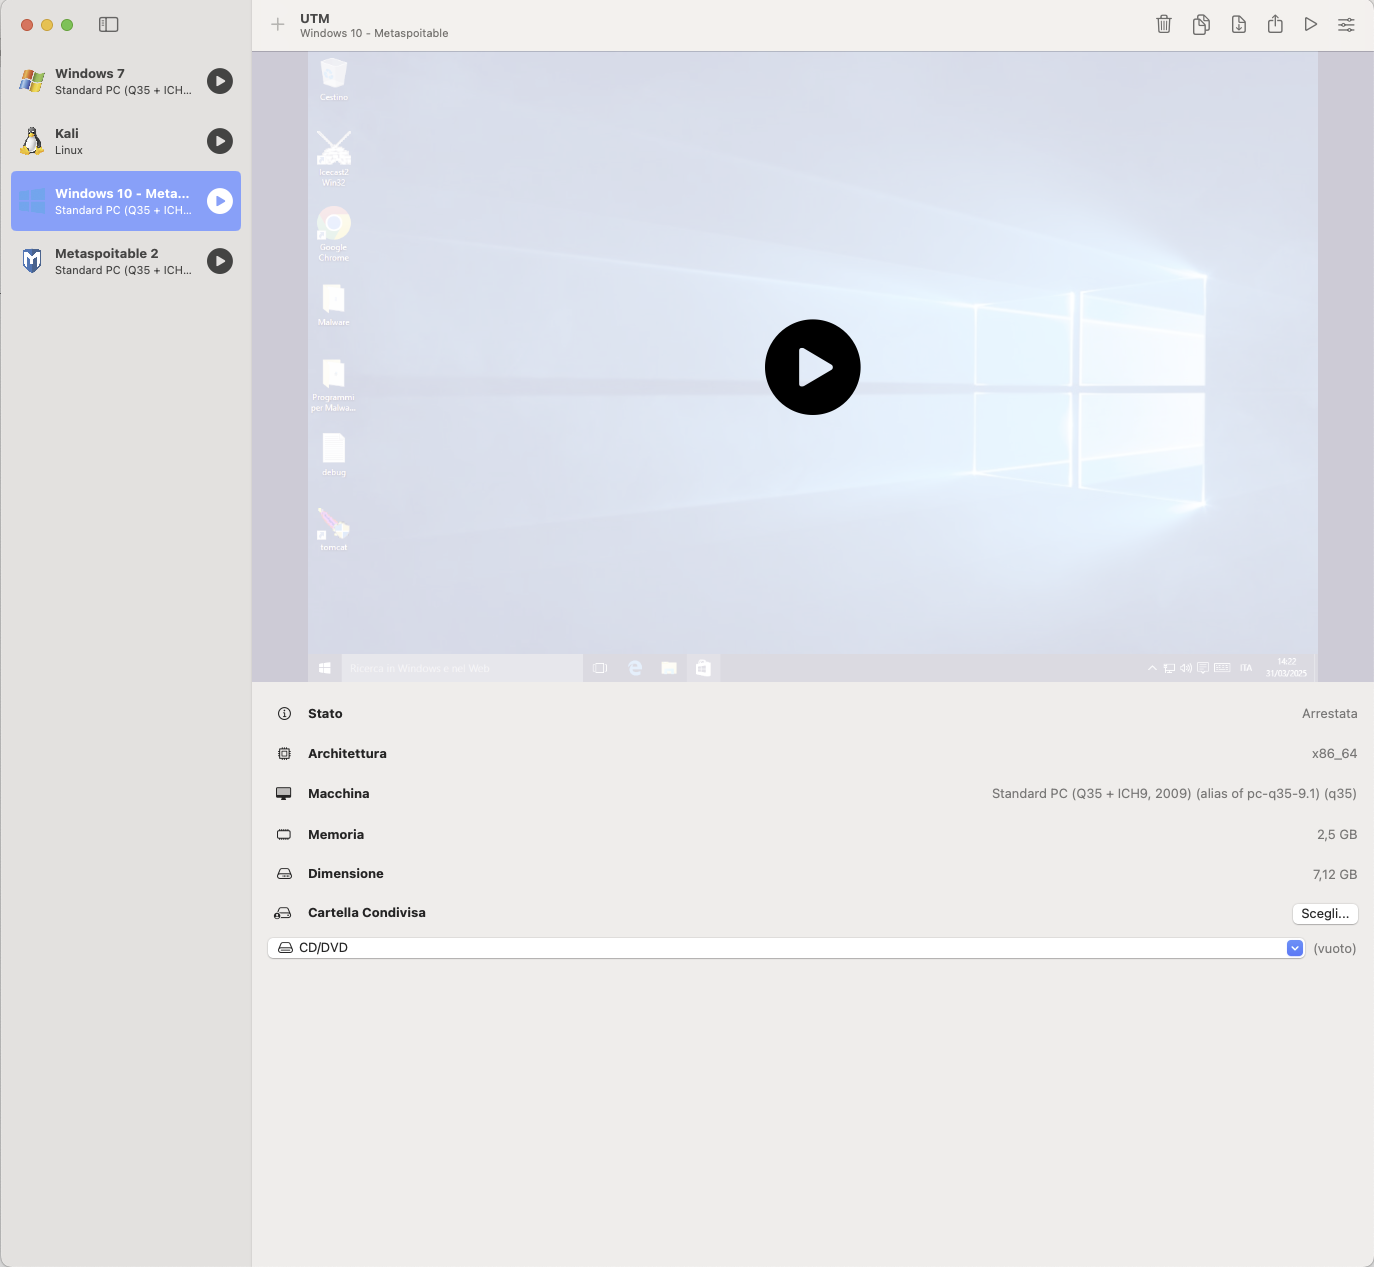 UTM
Windows 10 - Metaspoitable
Windows 7
Standard PC (Q35 + ICH...
Kali
Linux
Windows 10 - Meta...
Standard PC (Q35 + ICH...
Metaspoitable 2
Standard PC (Q35 + ICH...
Cestino
Icecast2
Win32
Google
Chrome
Malware
Programmi
per Malwa...
debug
tomcat
Ricerca in Windows e nel Web
ITA
14:22
31/03/2025
Stato
Arrestata
Architettura
x86_64
Macchina
Standard PC (Q35 + ICH9, 2009) (alias of pc-q35-9.1) (q35)
Memoria
2,5 GB
Dimensione
7,12 GB
Cartella Condivisa
Scegli...
CD/DVD
(vuoto)